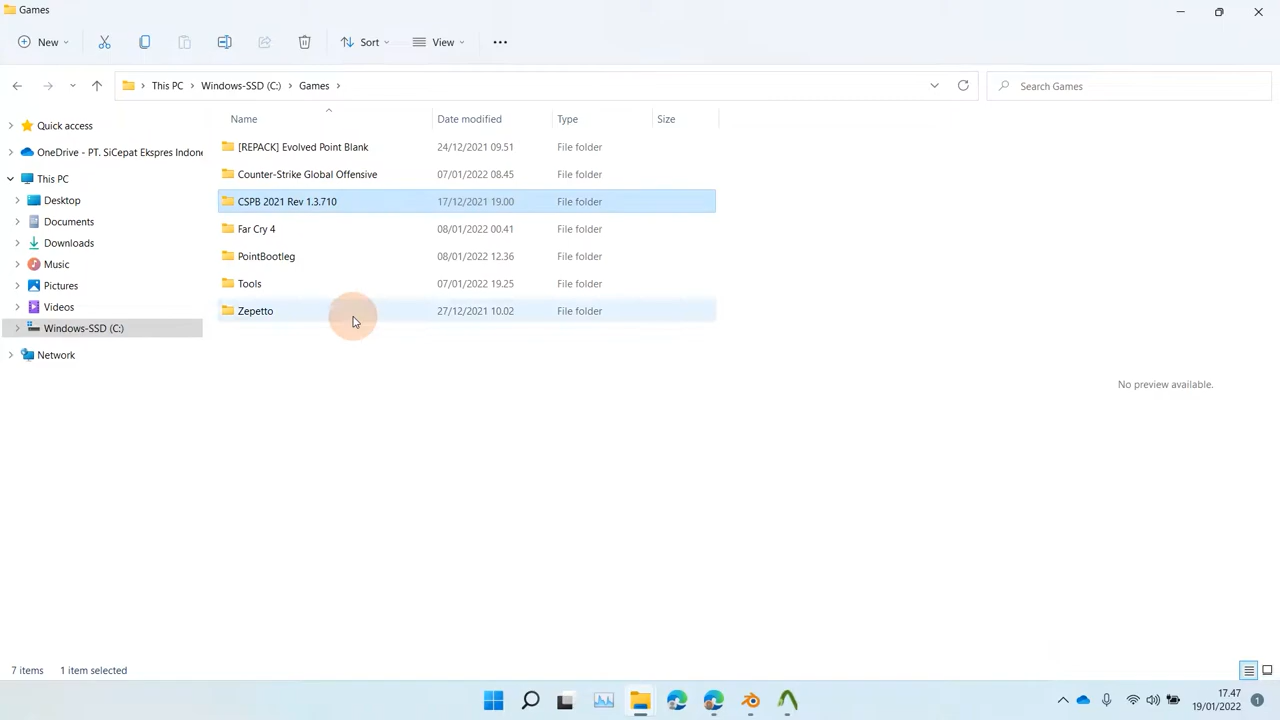 Games
New
Sort
View
This PC
Windows-SSD (C:)
Games
Search Games
Name
Date modified
Type
Size
Quick access
OneDrive - PT. SiCepat Ekspres Indone
This PC
Desktop
Documents
Downloads
Music
Pictures
Videos
Windows-SSD (C:)
Network
[REPACK] Evolved Point Blank 24/12/2021 09.51 File folder
Counter-Strike Global Offensive 07/01/2022 08.45 File folder
CSPB 2021 Rev 1.3.710 17/12/2021 19.00 File folder
Far Cry 4 08/01/2022 00.41 File folder
PointBootleg 08/01/2022 12.36 File folder
Tools 07/01/2022 19.25 File folder
Zepetto 27/12/2021 10.02 File folder
No preview available.
7 items 1 item selected
17.47
19/01/2022
1